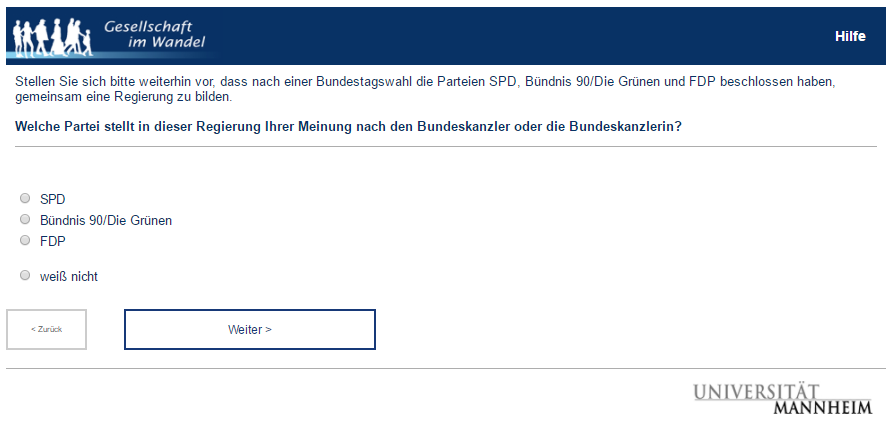 Gesellschaft
im Wandel
Hilfe
Stellen Sie sich bitte weiterhin vor, dass nach einer Bundestagswahl die Parteien SPD, Bündnis 90/Die Grünen und FDP beschlossen haben,
gemeinsam eine Regierung zu bilden.
Welche Partei stellt in dieser Regierung Ihrer Meinung nach den Bundeskanzler oder die Bundeskanzlerin?
SPD
Bündnis 90/Die Grünen
FDP
weiß nicht
< Zurück
Weiter >
UNIVERSITÄT
MANNHEIM